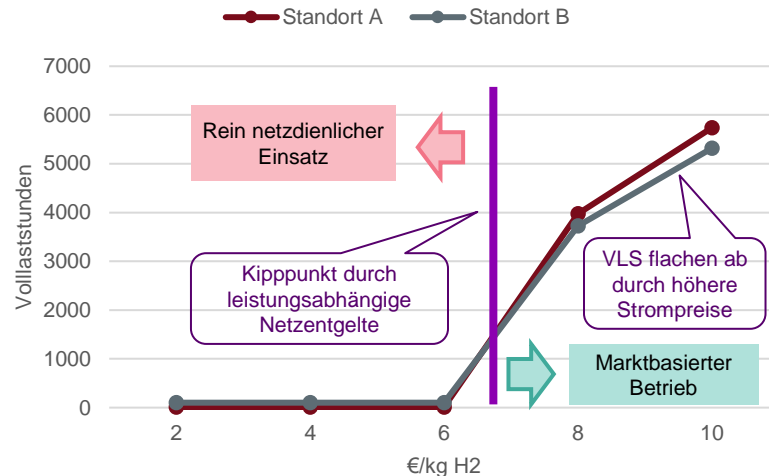 Standort A
Standort B
7000
6000
5000
4000
3000
2000
1000
0
Volllaststunden
Rein netzdienlicher
Einsatz
Kipppunkt durch
leistungsabhängige
Netzentgelte
VLS flachen ab
durch höhere
Strompreise
Marktbasierter
Betrieb
2
4
6
8
10
€/kg H2